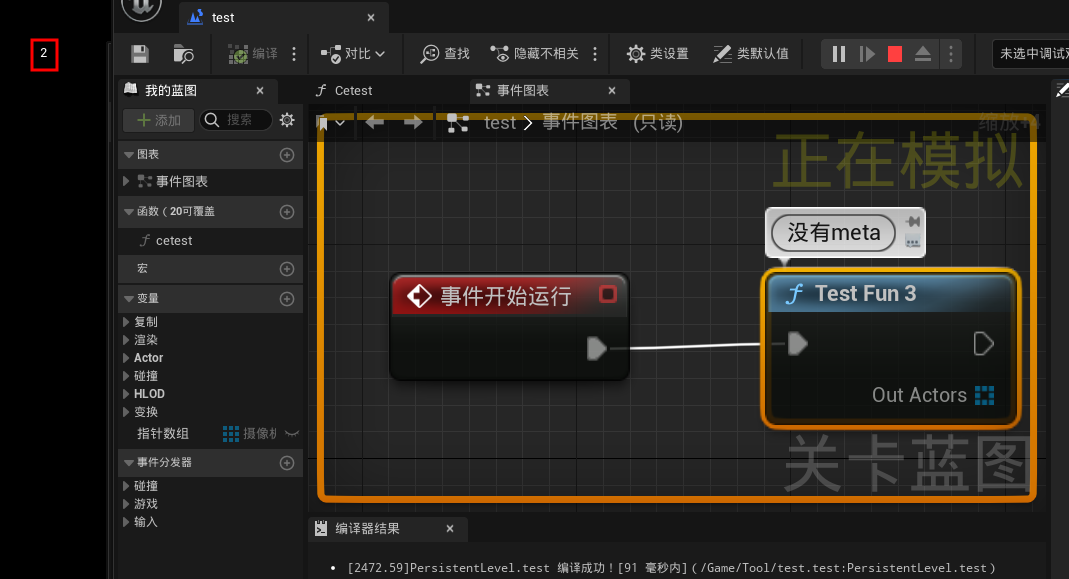 test
2
编译
对比
查找
隐藏不相关
类设置
类默认值
未选中调试对
我的蓝图
Cetest
事件图表
添加
搜索
test > 事件图表 (只读)
缩放+4
正在模拟
图表
事件图表
函数 (20可覆盖
cetest
宏
变量
复制
渲染
Actor
碰撞
HLOD
变换
指针数组
摄像机
事件分发器
碰撞
游戏
输入
没有meta
事件开始运行
Test Fun 3
Out Actors
关卡蓝图
编译器结果
[2472.59]PersistentLevel.test 编译成功！[91 毫秒内] (/Game/Tool/test.test:PersistentLevel.test)